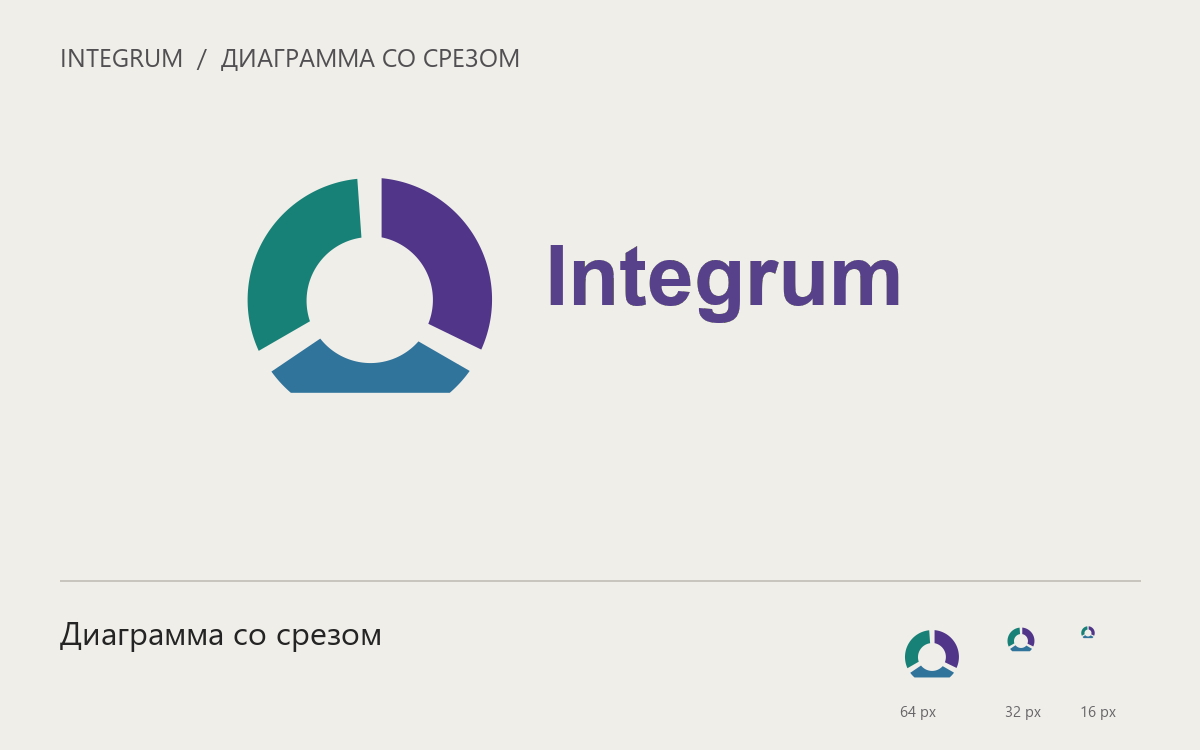 INTEGRUM / ДИАГРАММА СО СРЕЗОМ
Integrum
Диаграмма со срезом
64 px
32 px
16 px